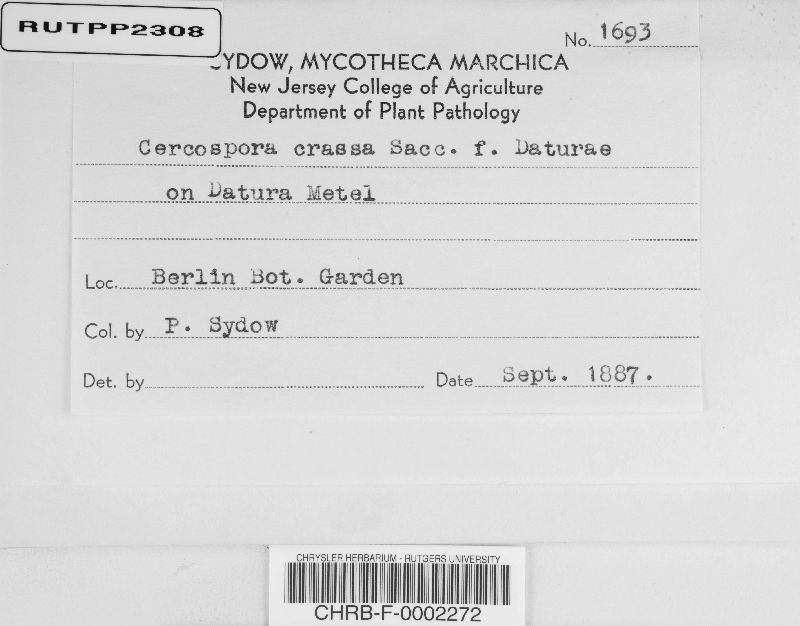 RUTPP2308
No. 1693
SYDOW, MYCOTHECA MARCHICA
New Jersey College of Agriculture
Department of Plant Pathology
Cercospora crassa Sacc. f. Daturae
on Datura Metel
Loc. Berlin Bot. Garden
Col. by P. Sydow
Det. by
Date Sept. 1887.
CHRYSLER HERBARIUM - RUTGERS UNIVERSITY
CHRB-F-0002272